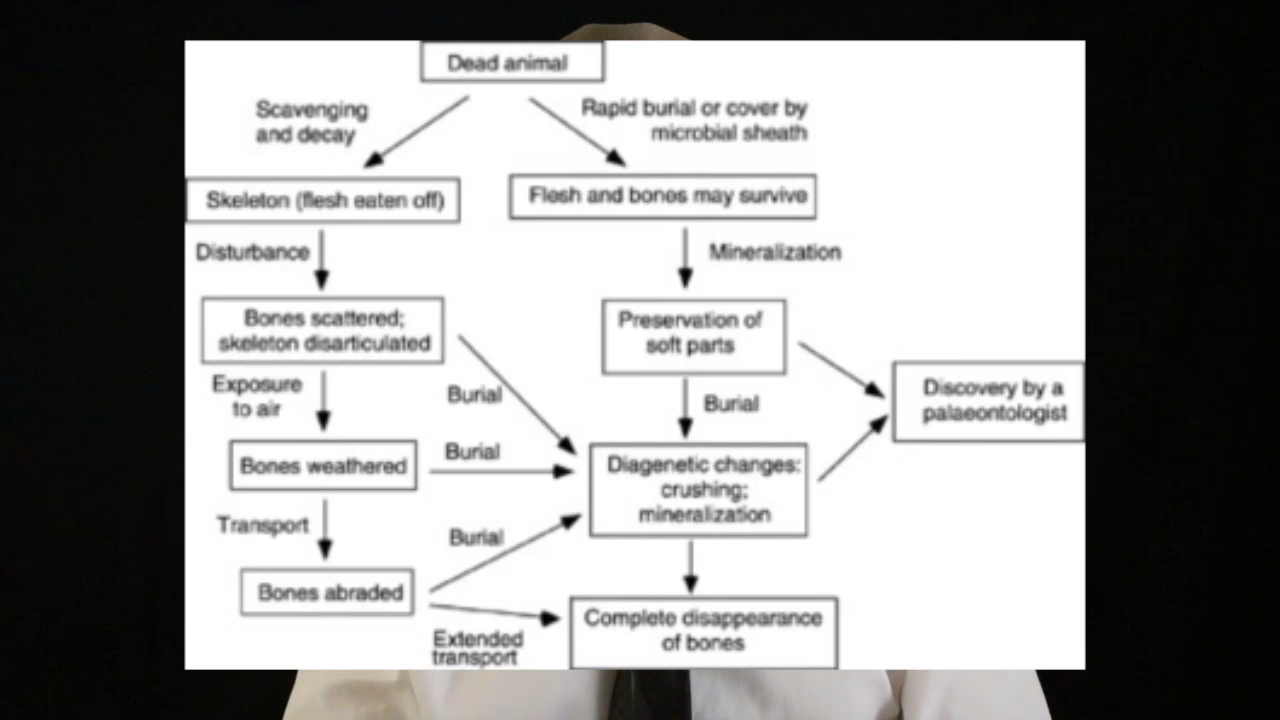 Dead animal
Scavenging
and decay
Rapid burial or cover by
microbial sheath
Skeleton (flesh eaten off)
Flesh and bones may survive
Disturbance
Mineralization
Bones scattered;
skeleton disarticulated
Preservation of
soft parts
Exposure
to air
Burial
Burial
Discovery by a
palaeontologist
Bones weathered
Burial
Diagenetic changes:
crushing;
mineralization
Transport
Burial
Bones abraded
Complete disappearance
of bones
Extended
transport